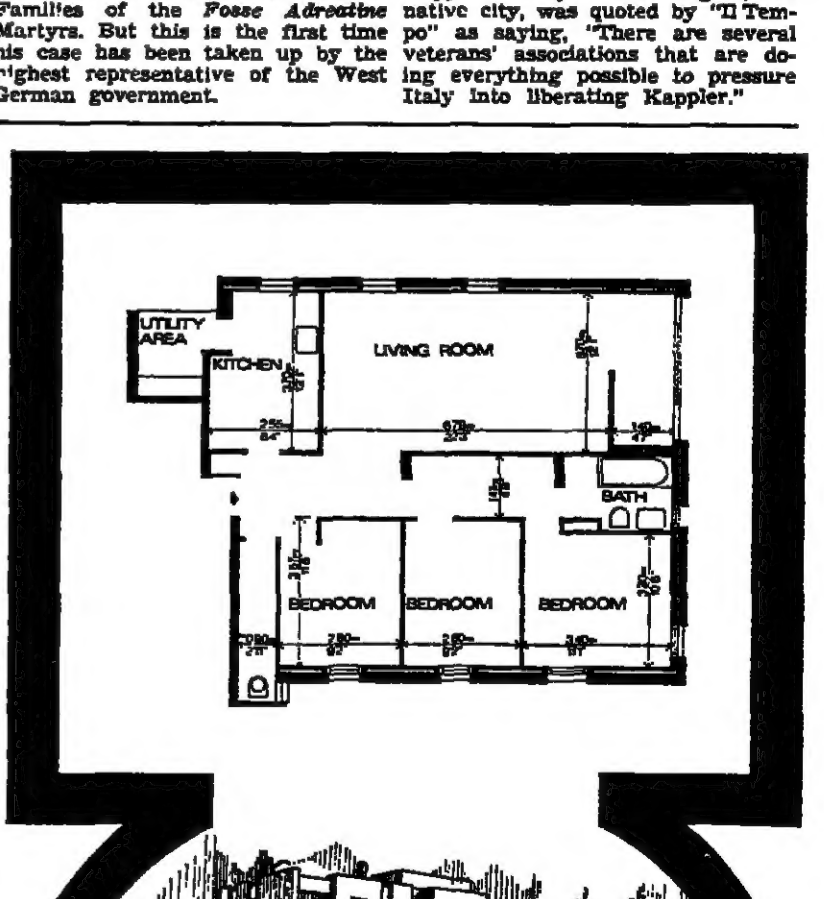 Families of the Fosse Adreatine
Martyrs. But this is the first time
his case has been taken up by the
highest representative of the West
German government.
native city, was quoted by "Il Tem-
po" as saying, "There are several
veterans' associations that are do-
ing everything possible to pressure
Italy into liberating Kappler."
UTILITY
AREA
KITCHEN
LIVING ROOM
BATH
BEDROOM
BEDROOM
BEDROOM